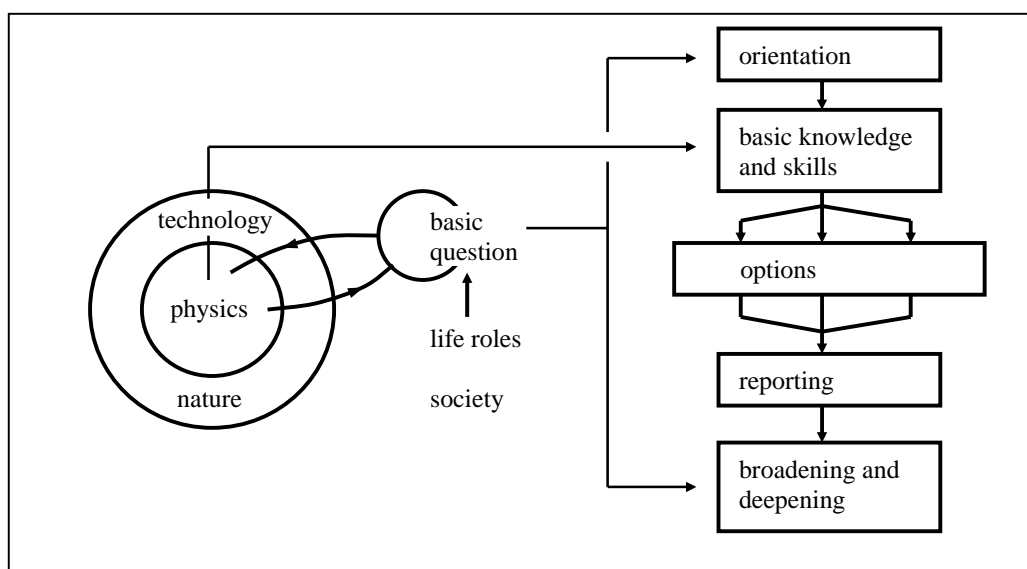 technology
physics
nature
basic
question
life roles
society
orientation
basic knowledge
and skills
options
reporting
broadening and
deepening